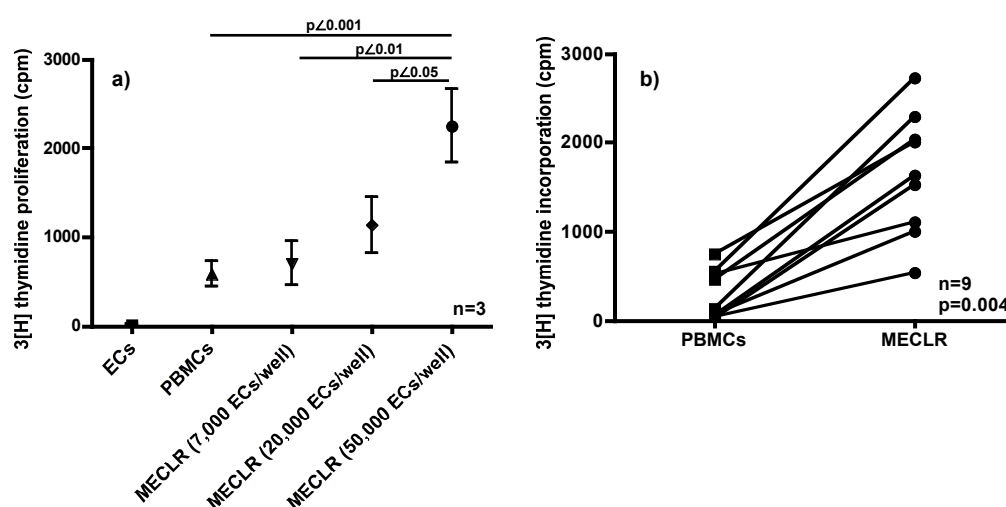 p∠0.001
p∠0.01
p∠0.05
a)
3[H] thymidine proliferation (cpm)
3000
2000
1000
0
n=3
ECs
PBMCs
MECLR (7,000 ECs/well)
MECLR (20,000 ECs/well)
MECLR (50,000 ECs/well)
b)
3[H] thymidine incorporation (cpm)
3000
2000
1000
0
n=9
p=0.004
PBMCs
MECLR